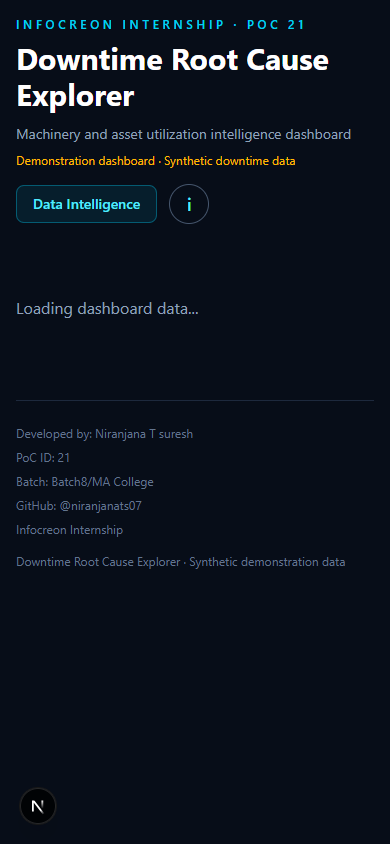 INFOCREON INTERNSHIP · POC 21
Downtime Root Cause
Explorer
Machinery and asset utilization intelligence dashboard
Demonstration dashboard · Synthetic downtime data
Data Intelligence
i
Loading dashboard data...
Developed by: Niranjana T suresh
PoC ID: 21
Batch: Batch8/MA College
GitHub: @niranjanats07
Infocreon Internship
Downtime Root Cause Explorer · Synthetic demonstration data
N